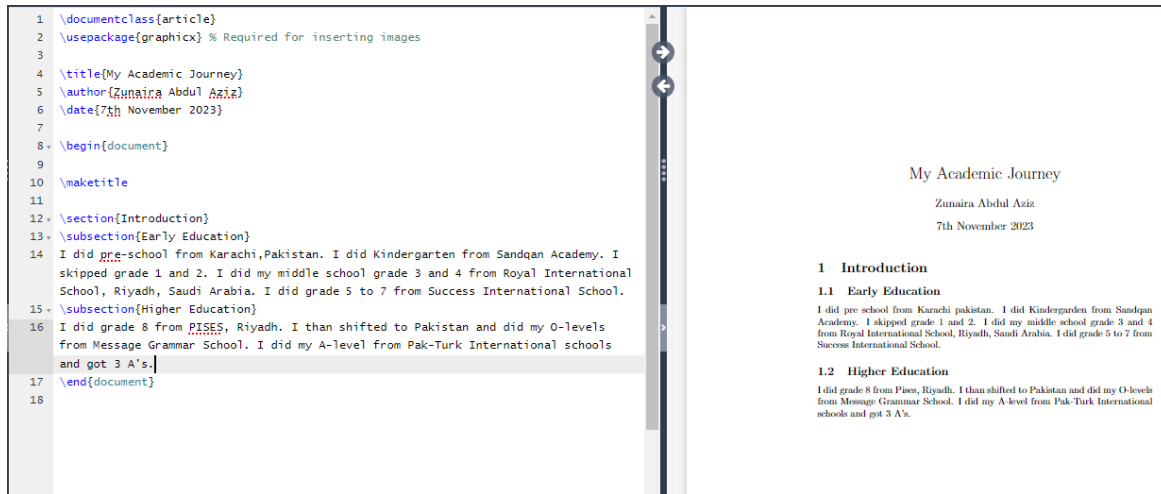 1 \documentclass{article}
2 \usepackage{graphicx} % Required for inserting images
3
4 \title{My Academic Journey}
5 \author{Zunaira Abdul Aziz}
6 \date{7th November 2023}
7
8 \begin{document}
9
10 \maketitle
11
12 \section{Introduction}
13 \subsection{Early Education}
14 I did pre-school from Karachi,Pakistan. I did Kindergarten from Sandqan Academy. I
skipped grade 1 and 2. I did my middle school grade 3 and 4 from Royal International
School, Riyadh, Saudi Arabia. I did grade 5 to 7 from Success International School.
15 \subsection{Higher Education}
16 I did grade 8 from PISES, Riyadh. I than shifted to Pakistan and did my O-levels
from Message Grammar School. I did my A-level from Pak-Turk International schools
and got 3 A's.
17 \end{document}
18
My Academic Journey
Zunaira Abdul Aziz
7th November 2023
1 Introduction
1.1 Early Education
I did pre school from Karachi pakistan. I did Kindergarden from Sandqan
Academy. I skipped grade 1 and 2. I did my middle school grade 3 and 4
from Royal International School, Riyadh, Saudi Arabia. I did grade 5 to 7 from
Success International School.
1.2 Higher Education
I did grade 8 from Pises, Riyadh. I than shifted to Pakistan and did my O-levels
from Message Grammar School. I did my A-level from Pak-Turk International
schools and got 3 A's.